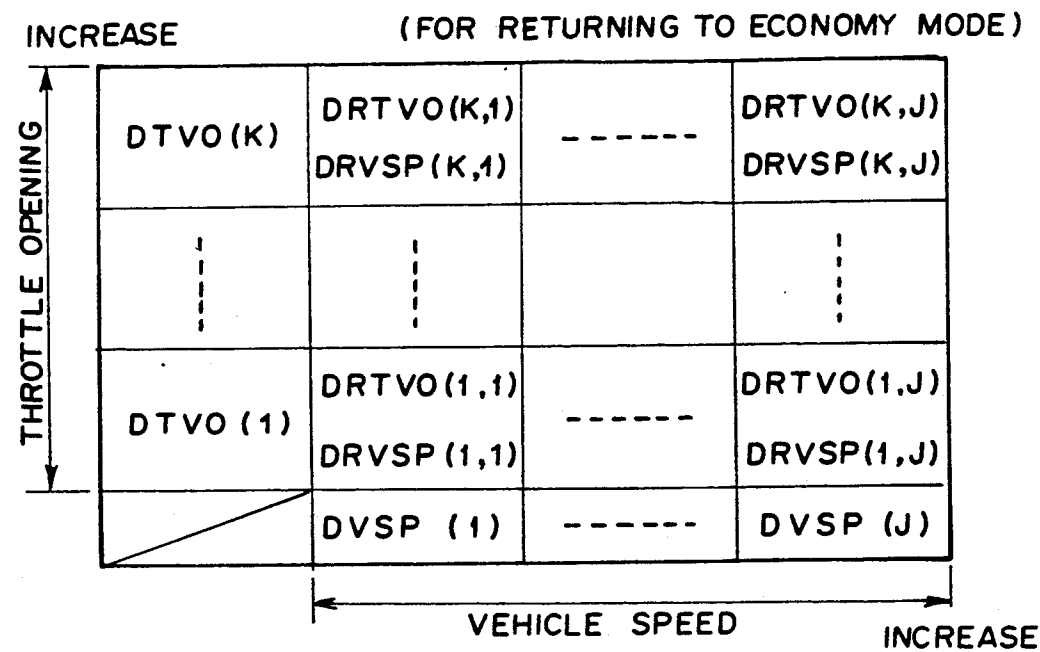 INCREASE
(FOR RETURNING TO ECONOMY MODE)
THROTTLE OPENING
DTVO(K)
DRTVO(K,1)
DRVSP(K,1)
DRTVO(K,J)
DRVSP(K,J)
DTVO (1)
DRTVO(1,1)
DRVSP(1,1)
DRTVO(1,J)
DRVSP(1,J)
DVSP (1)
DVSP (J)
VEHICLE SPEED
INCREASE